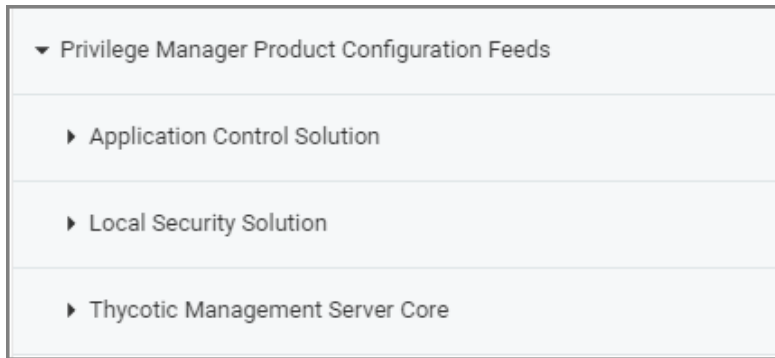 Privilege Manager Product Configuration Feeds
Application Control Solution
Local Security Solution
Thycotic Management Server Core